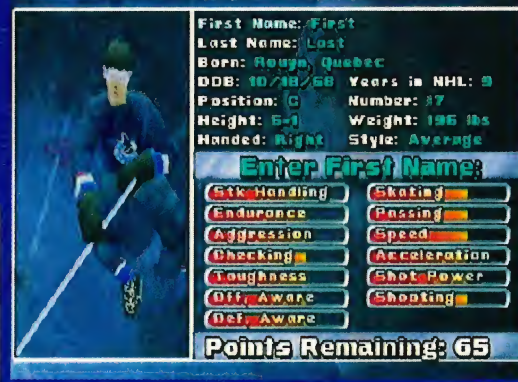 First Name: First
Last Name: Last
Born: Rouyn, Quebec
DOB: 10/18/68 Years in NHL: 9
Position: C Number: 17
Height: 6-1 Weight: 196 lbs
Handed: Right Style: Average
Enter First Name:
Stk Handling Skating
Endurance Passing
Aggression Speed
Checking Acceleration
Toughness Shot Power
Off. Aware Shooting
Def. Aware
Points Remaining: 65